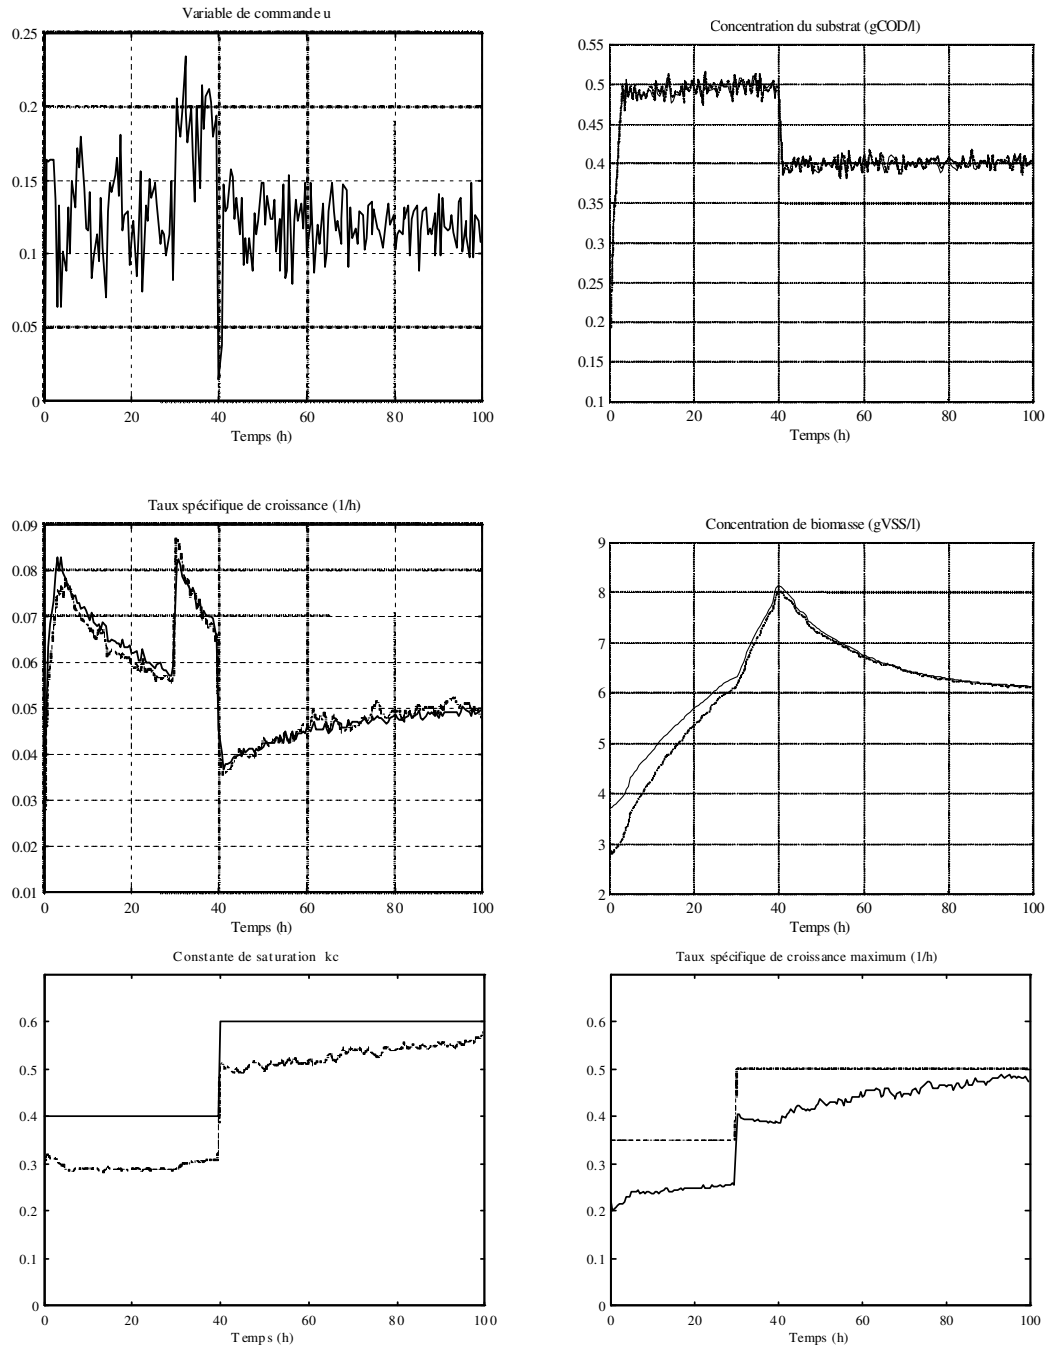 Variable de commande u
0.25
0.2
0.15
0.1
0.05
0
0 20 40 60 80 100
Temps (h)
Concentration du substrat (gCOD/l)
0.55
0.5
0.45
0.4
0.35
0.3
0.25
0.2
0.15
0.1
0 20 40 60 80 100
Temps (h)
Taux spécifique de croissance (1/h)
0.09
0.08
0.07
0.06
0.05
0.04
0.03
0.02
0.01
0 20 40 60 80 100
Temps (h)
Concentration de biomasse (gVSS/l)
9
8
7
6
5
4
3
2
0 20 40 60 80 100
Temps (h)
Constante de saturation kc
0.6
0.5
0.4
0.3
0.2
0.1
0
0 20 40 60 80 100
Temps (h)
Taux spécifique de croissance maximum (1/h)
0.6
0.5
0.4
0.3
0.2
0.1
0
0 20 40 60 80 100
Temps (h)